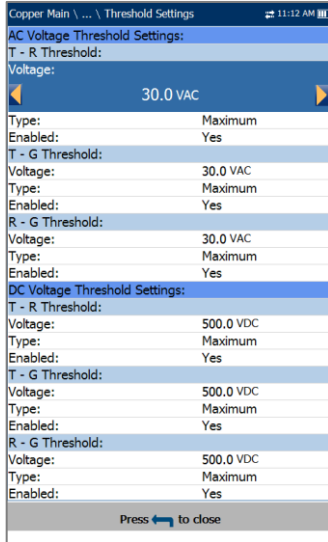 Copper Main \ ... \ Threshold Settings 11:12 AM
AC Voltage Threshold Settings:
T - R Threshold:
Voltage:
30.0 VAC
Type: Maximum
Enabled: Yes
T - G Threshold:
Voltage: 30.0 VAC
Type: Maximum
Enabled: Yes
R - G Threshold:
Voltage: 30.0 VAC
Type: Maximum
Enabled: Yes
DC Voltage Threshold Settings:
T - R Threshold:
Voltage: 500.0 VDC
Type: Maximum
Enabled: Yes
T - G Threshold:
Voltage: 500.0 VDC
Type: Maximum
Enabled: Yes
R - G Threshold:
Voltage: 500.0 VDC
Type: Maximum
Enabled: Yes
Press to close